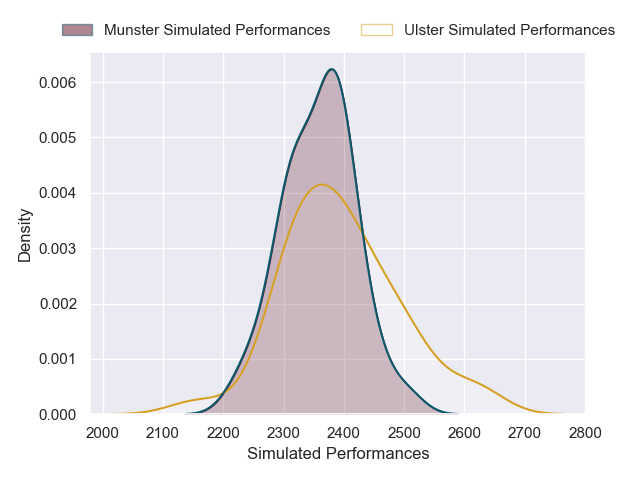 Munster Simulated Performances Ulster Simulated Performances
0.006
0.005
0.004
0.003
0.002
0.001
0.000
Density
2000 2100 2200 2300 2400 2500 2600 2700 2800
Simulated Performances